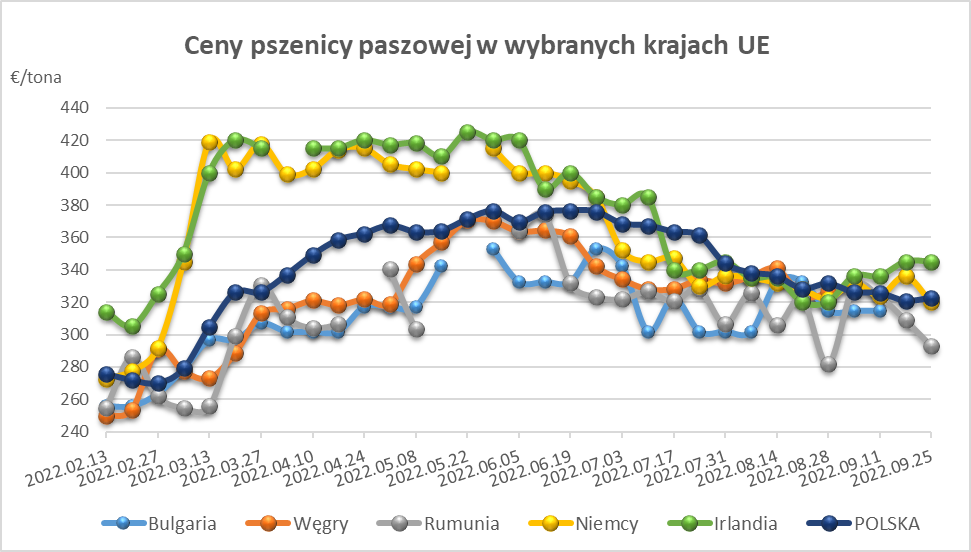 Ceny pszenicy paszowej w wybranych krajach UE
€/tona
440
420
400
380
360
340
320
300
280
260
240
2022.02.13 2022.02.27 2022.03.13 2022.03.27 2022.04.10 2022.04.24 2022.05.08 2022.05.22 2022.06.05 2022.06.19 2022.07.03 2022.07.17 2022.07.31 2022.08.14 2022.08.28 2022.09.11 2022.09.25
Bulgaria Węgry Rumunia Niemcy Irlandia POLSKA